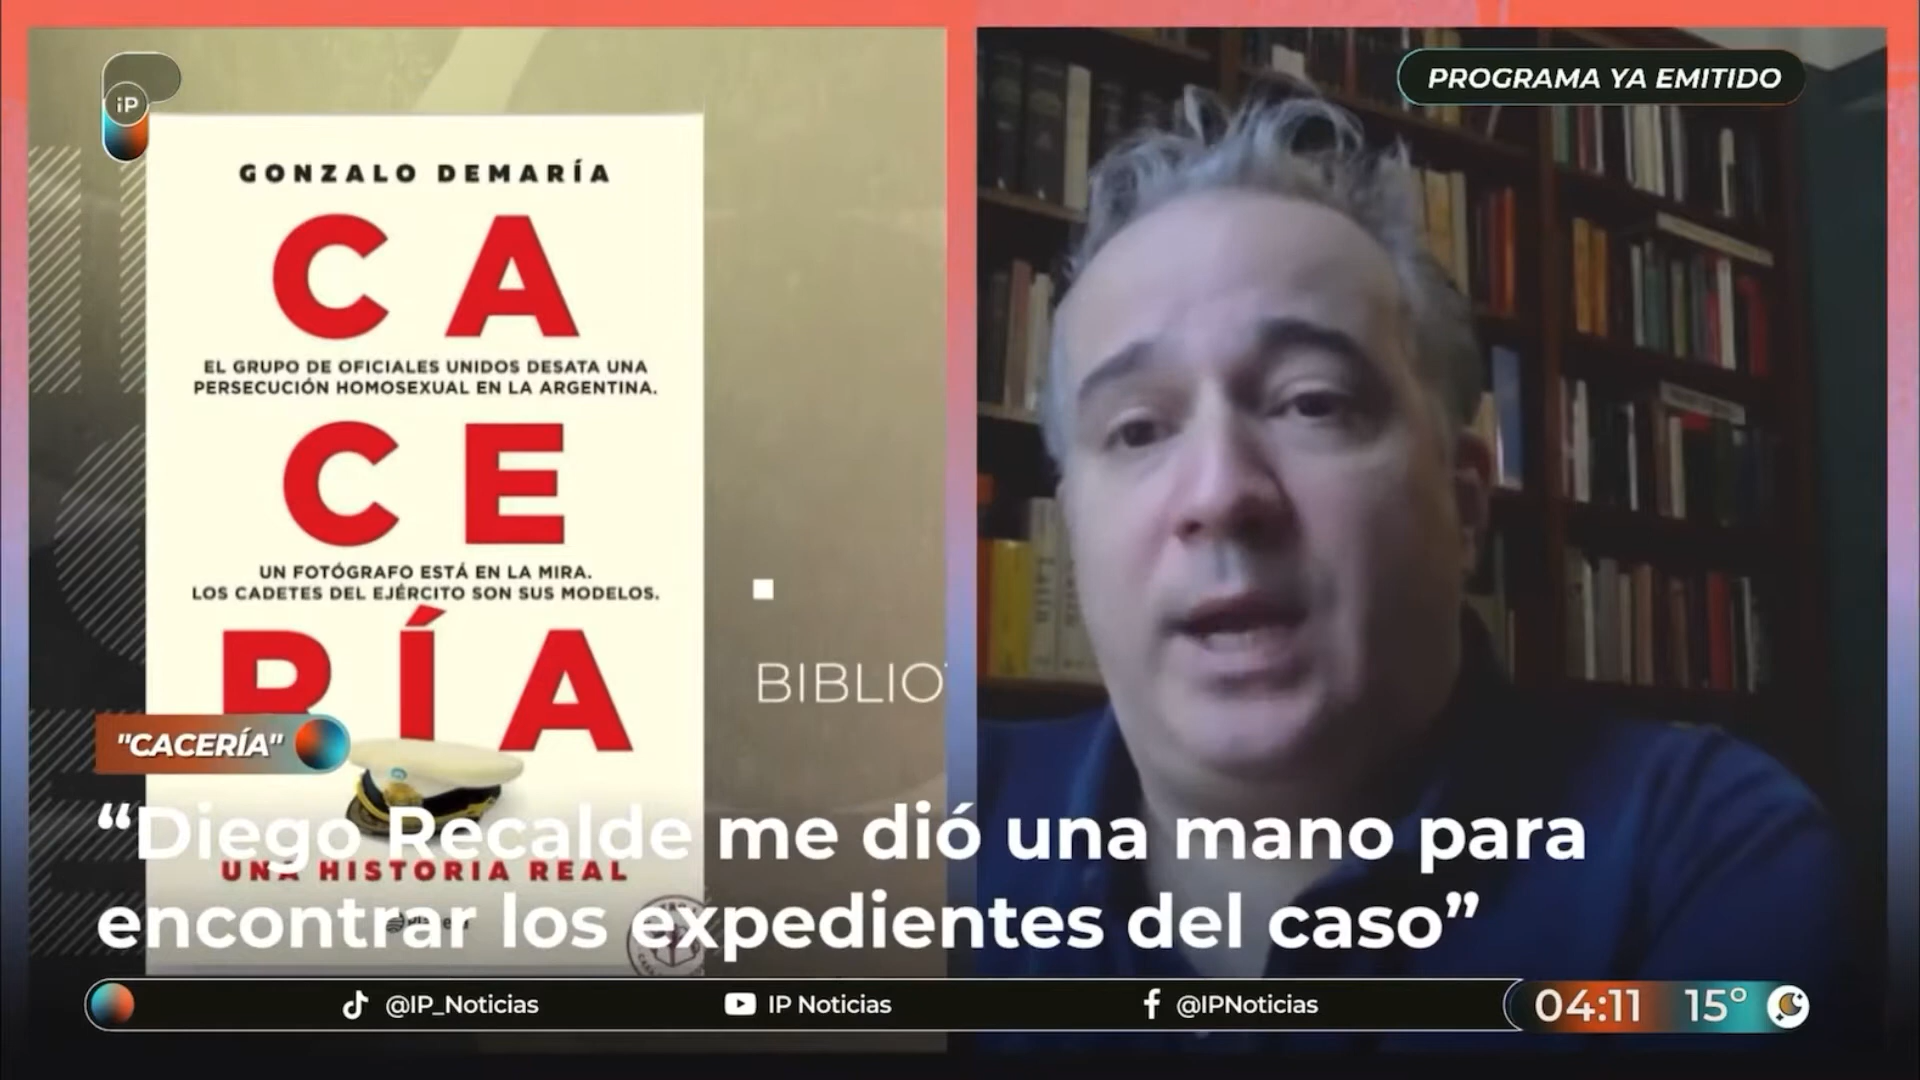 iP
PROGRAMA YA EMITIDO
GONZALO DEMARÍA
CA
EL GRUPO DE OFICIALES UNIDOS DESATA UNA
PERSECUCIÓN HOMOSEXUAL EN LA ARGENTINA.
CE
UN FOTÓGRAFO ESTÁ EN LA MIRA.
LOS CADETES DEL EJÉRCITO SON SUS MODELOS.
RÍA
BIBLIO
"CACERÍA"
UNA HISTORIA REAL
“Diego Recalde me dió una mano para
encontrar los expedientes del caso”
@IP_Noticias
IP Noticias
@IPNoticias
04:11
15°